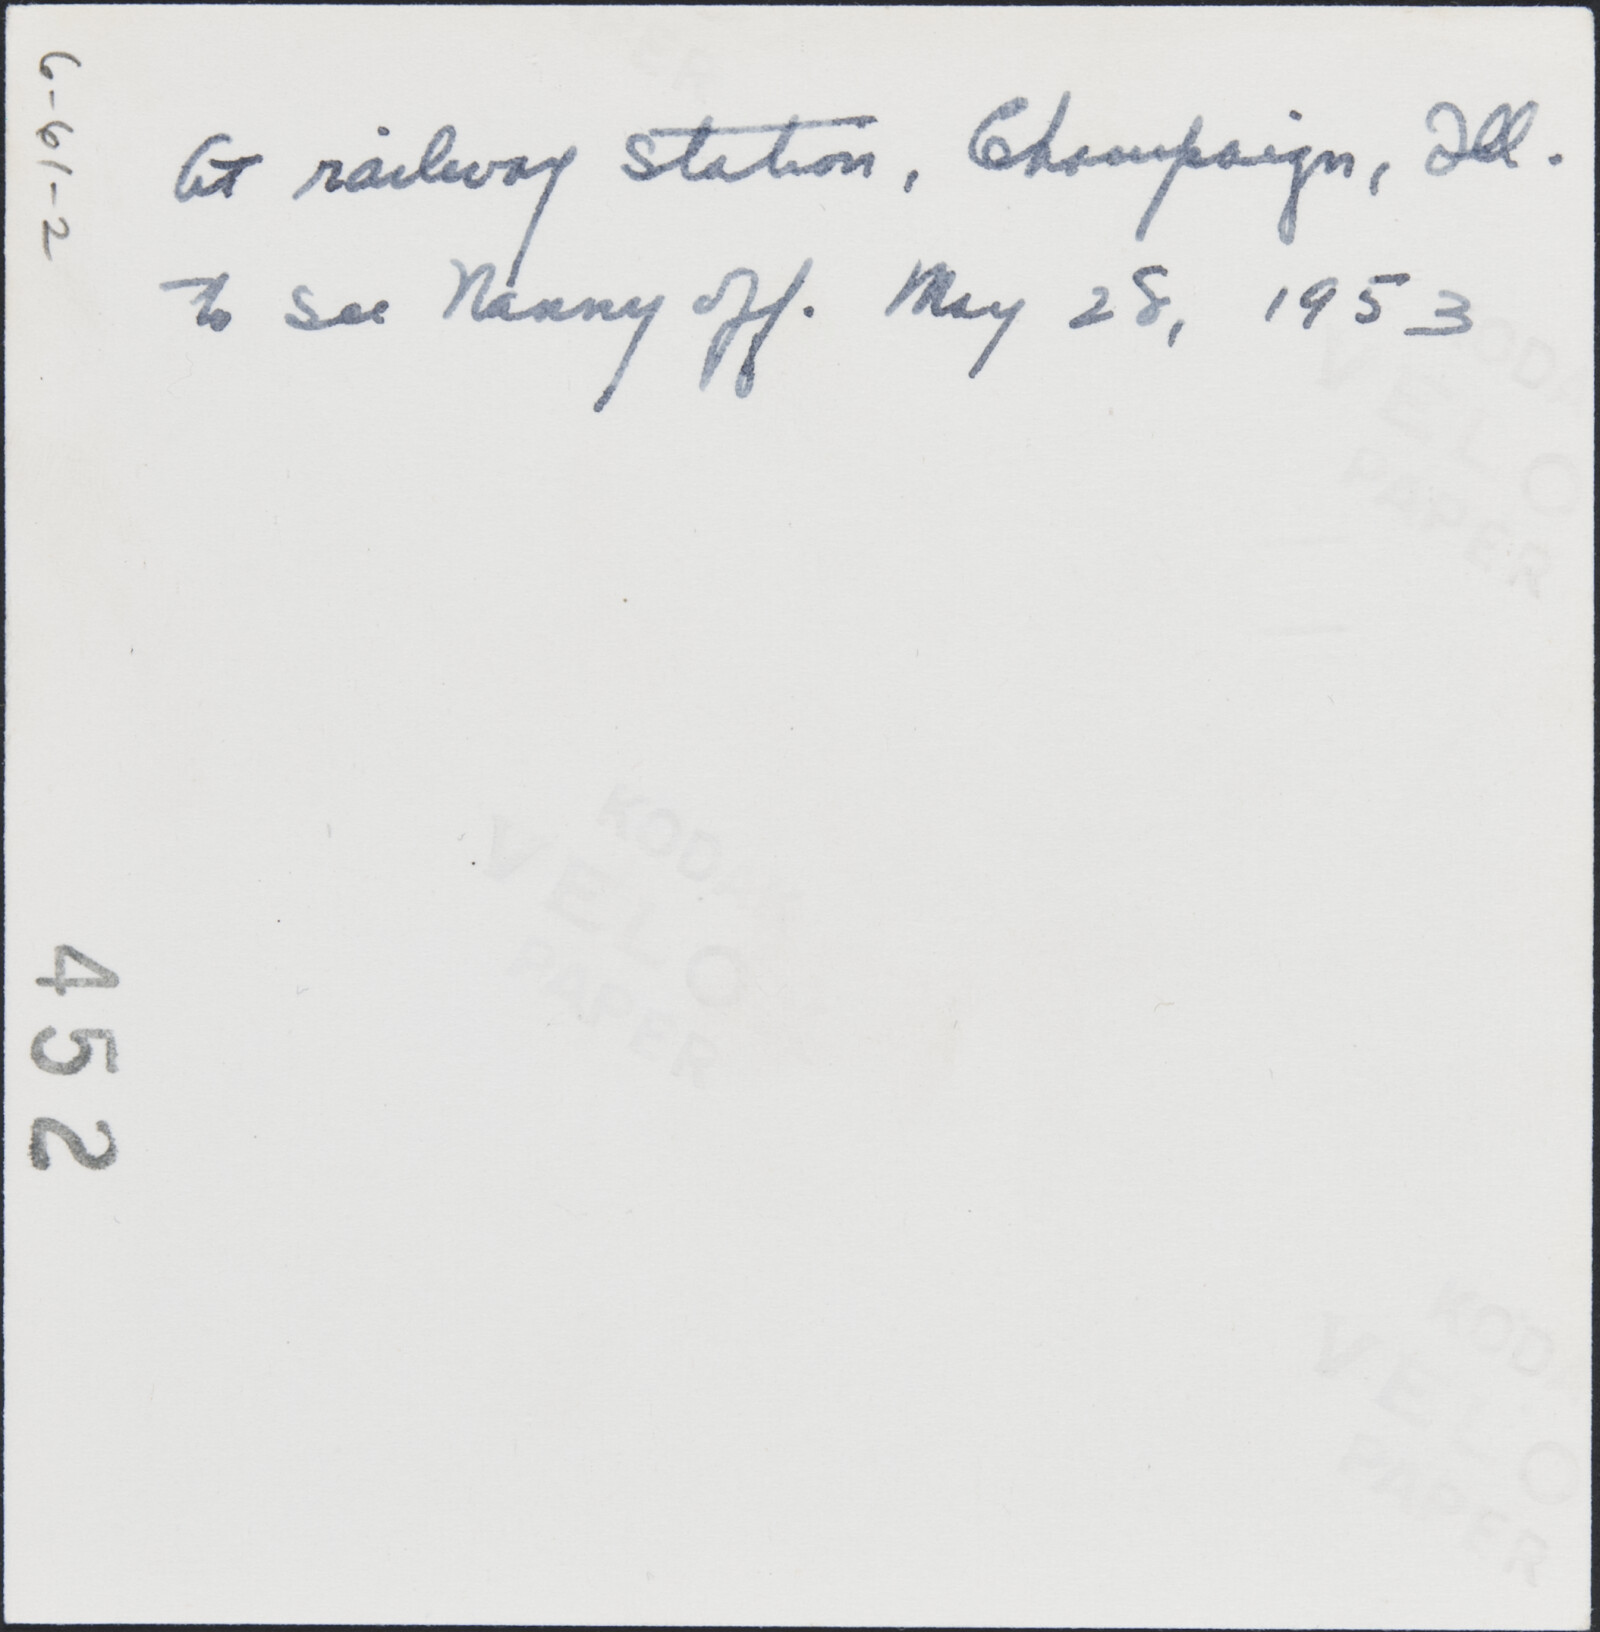 At railway station, Champaign, Ill.
To see Nanny off. May 28, 1953
6-61-2
452
KODAK
VELOX
PAPER
KODAK
VELOX
PAPER
KODAK
VELOX
PAPER